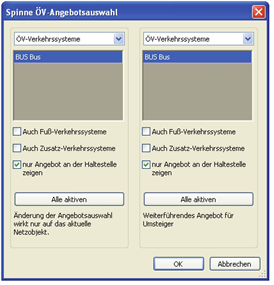 Spinne ÖV-Angebotsauswahl
ÖV-Verkehrssysteme
BUS Bus
Auch Fuß-Verkehrssysteme
Auch Zusatz-Verkehrssysteme
nur Angebot an der Haltestelle
zeigen
Alle aktiven
Änderung der Angebotsauswahl
wirkt nur auf das aktuelle
Netzobjekt.
ÖV-Verkehrssysteme
BUS Bus
Auch Fuß-Verkehrssysteme
Auch Zusatz-Verkehrssysteme
nur Angebot an der Haltestelle
zeigen
Alle aktiven
Weiterführendes Angebot für
Umsteiger
OK
Abbrechen